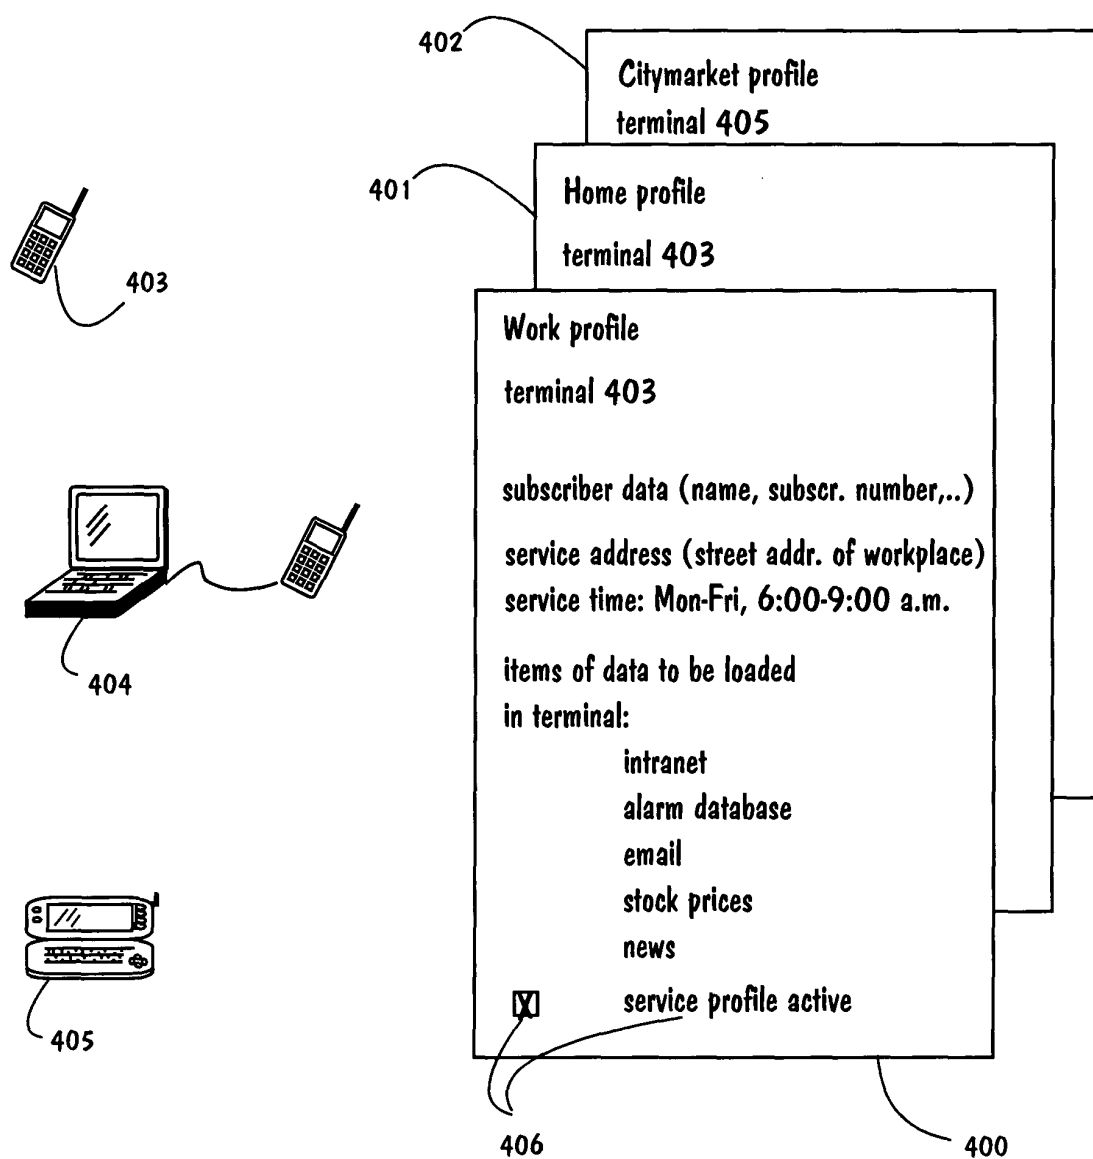 402
Citymarket profile
terminal 405
401
Home profile
terminal 403
403
Work profile
terminal 403
subscriber data (name, subscr. number,..)
service address (street addr. of workplace)
service time: Mon-Fri, 6:00-9:00 a.m.
404
items of data to be loaded
in terminal:
intranet
alarm database
email
stock prices
news
X service profile active
405
406
400